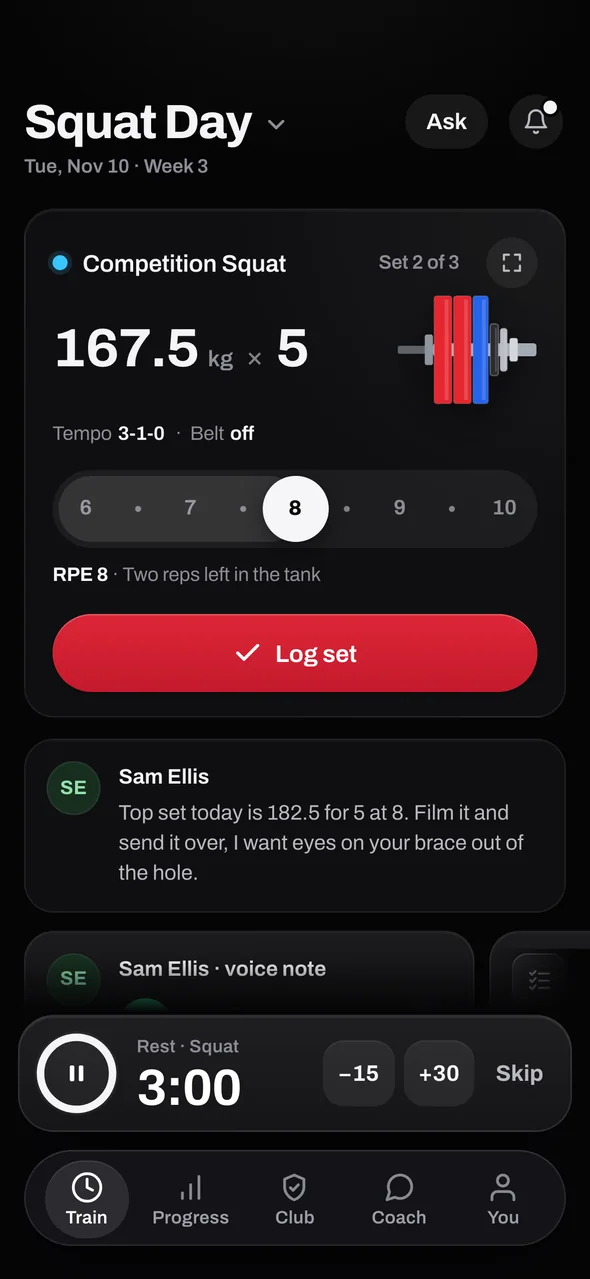 Squat Day
Ask
Tue, Nov 10 · Week 3
Competition Squat
Set 2 of 3
167.5 kg × 5
Tempo 3-1-0 · Belt off
6 • 7 • 8 • 9 • 10
RPE 8 · Two reps left in the tank
Log set
SE
Sam Ellis
Top set today is 182.5 for 5 at 8. Film it and
send it over, I want eyes on your brace out of
the hole.
SE
Sam Ellis · voice note
Rest · Squat
3:00
−15
+30
Skip
Train
Progress
Club
Coach
You